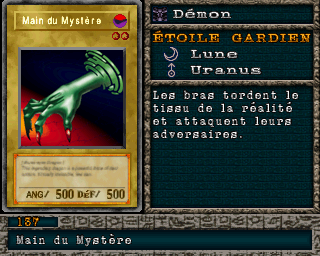 Main du Mystère
ANG/ 500 DéF/ 500
Démon
ÉTOILE GARDIEN
Lune
Uranus
Les bras tordent le
tissu de la réalité
et attaquent leurs
adversaires.
137
Main du Mystère